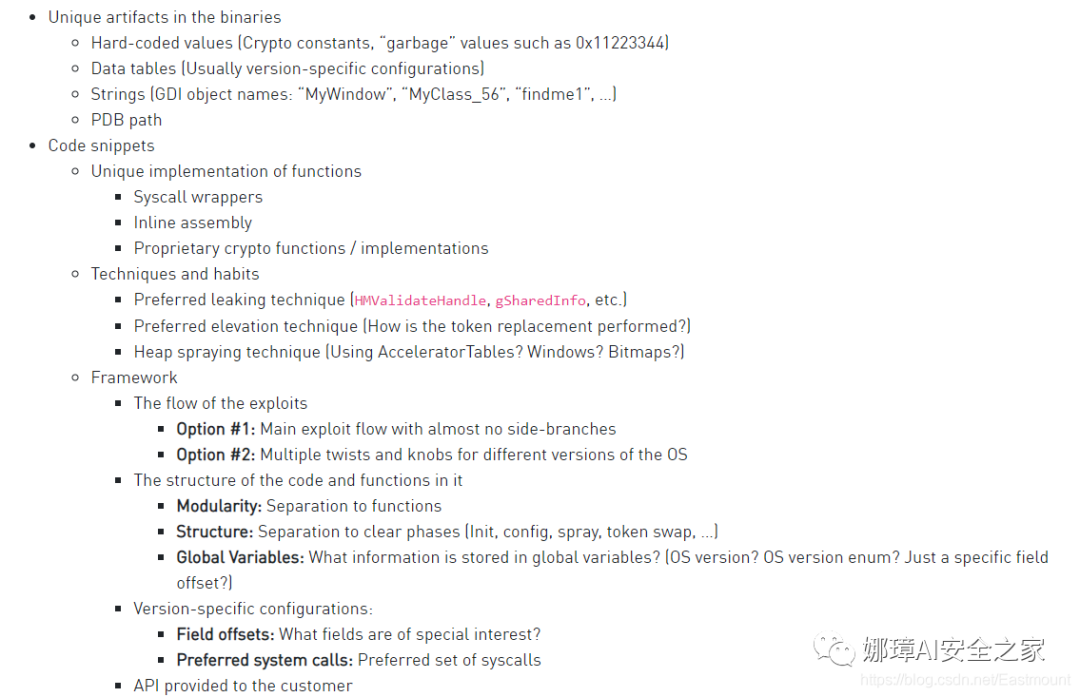 • Unique artifacts in the binaries
◦ Hard-coded values (Crypto constants, “garbage” values such as 0x11223344)
◦ Data tables (Usually version-specific configurations)
◦ Strings (GDI object names: “MyWindow”, “MyClass_56”, “findme1”, ...)
◦ PDB path
• Code snippets
◦ Unique implementation of functions
▪ Syscall wrappers
▪ Inline assembly
▪ Proprietary crypto functions / implementations
◦ Techniques and habits
▪ Preferred leaking technique (HMValidateHandle, gSharedInfo, etc.)
▪ Preferred elevation technique (How is the token replacement performed?)
▪ Heap spraying technique (Using AcceleratorTables? Windows? Bitmaps?)
◦ Framework
▪ The flow of the exploits
▪ Option #1: Main exploit flow with almost no side-branches
▪ Option #2: Multiple twists and knobs for different versions of the OS
▪ The structure of the code and functions in it
▪ Modularity: Separation to functions
▪ Structure: Separation to clear phases (Init, config, spray, token swap, ...)
▪ Global Variables: What information is stored in global variables? (OS version? OS version enum? Just a specific field
offset?)
▪ Version-specific configurations:
▪ Field offsets: What fields are of special interest?
▪ Preferred system calls: Preferred set of syscalls
▪ API provided to the customer
娜璋AI安全之家
https://blog.csdn.net/Eastmount